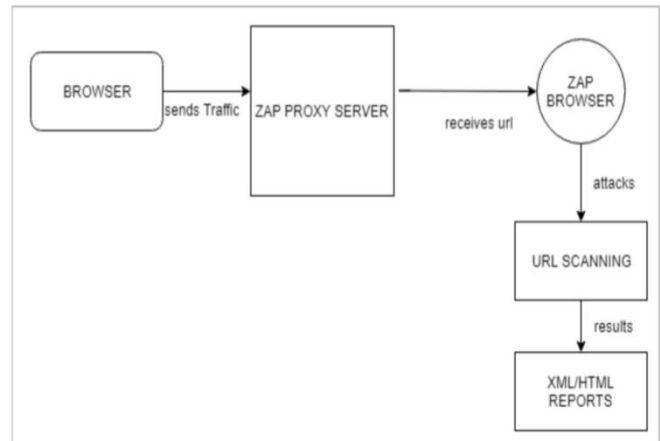 BROWSER
sends Traffic
ZAP PROXY SERVER
receives url
ZAP
BROWSER
attacks
URL SCANNING
results
XML/HTML
REPORTS